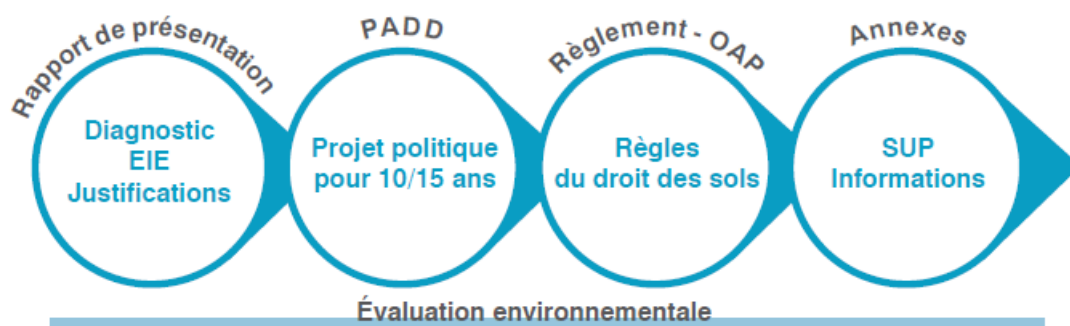 Rapport de présentation
PADD
Règlement - OAP
Annexes
Diagnostic
EIE
Justifications
Projet politique
pour 10/15 ans
Règles
du droit des sols
SUP
Informations
Évaluation environnementale